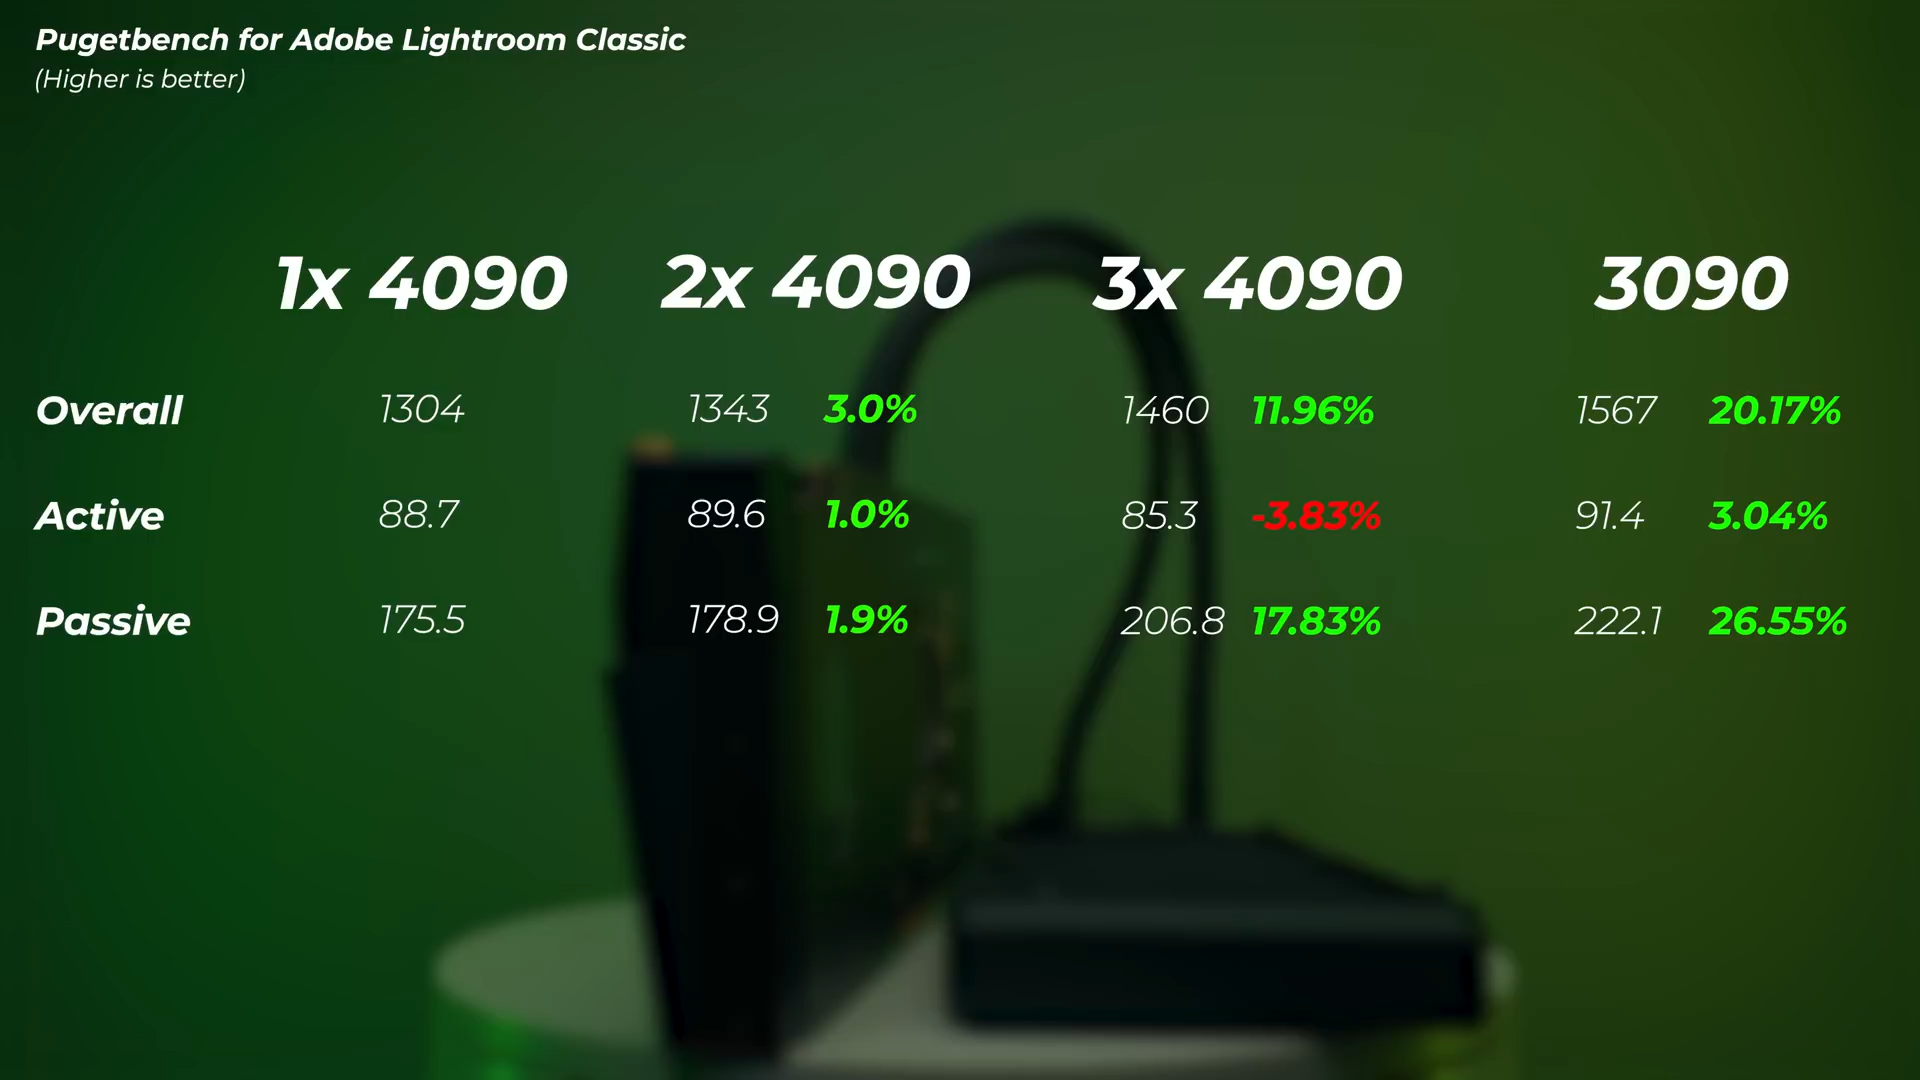 Pugetbench for Adobe Lightroom Classic
(Higher is better)
1x 4090 2x 4090 3x 4090 3090
Overall 1304 1343 3.0% 1460 11.96% 1567 20.17%
Active 88.7 89.6 1.0% 85.3 -3.83% 91.4 3.04%
Passive 175.5 178.9 1.9% 206.8 17.83% 222.1 26.55%